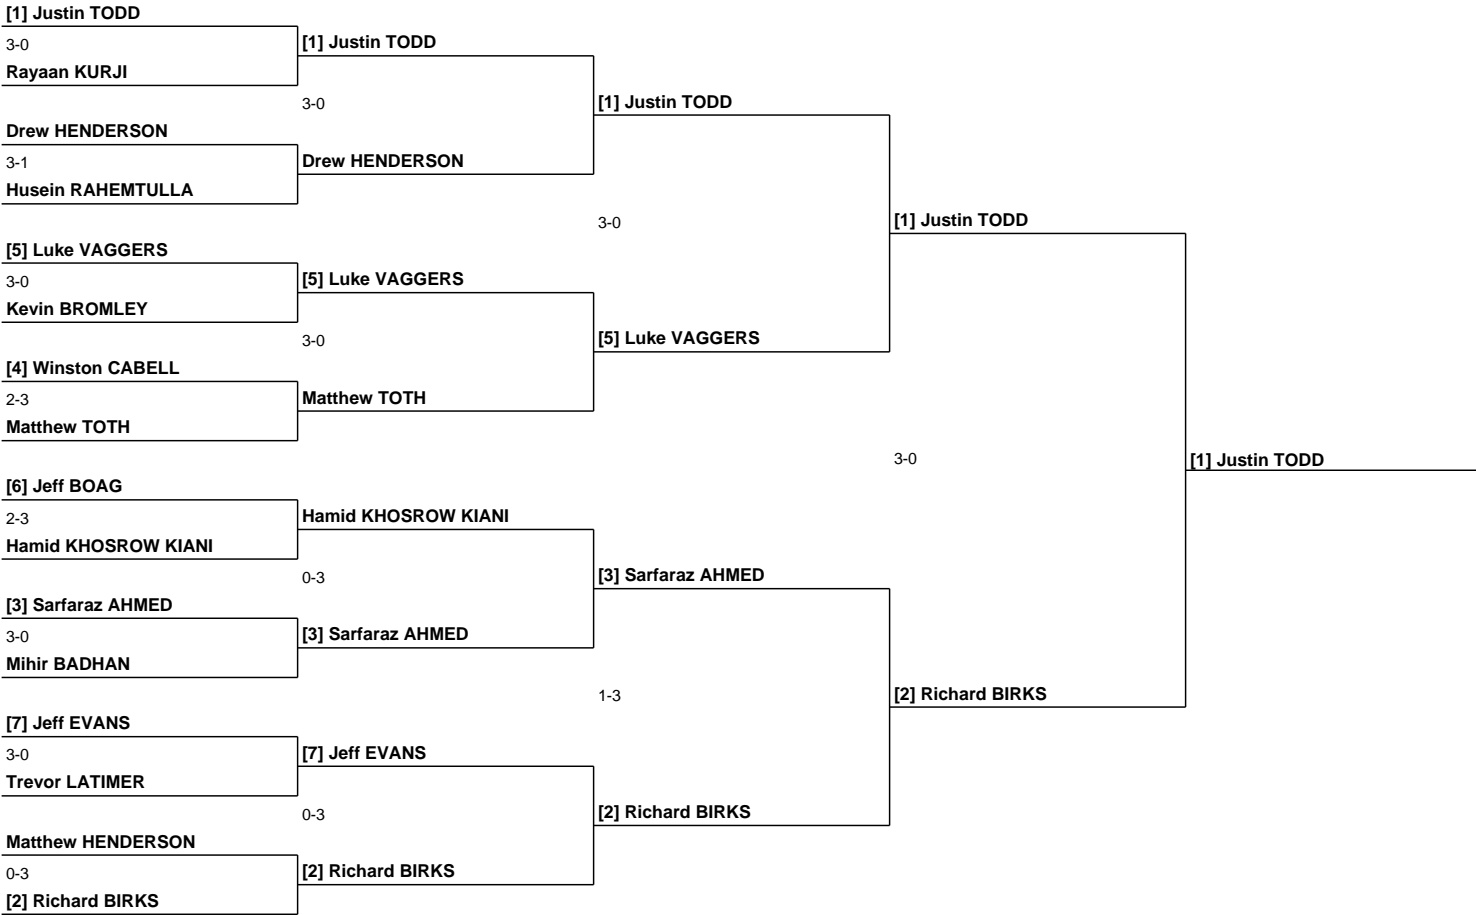 [1] Justin TODD
3-0
Rayaan KURJI
Drew HENDERSON
3-1
Husein RAHEMTULLA
[5] Luke VAGGERS
3-0
Kevin BROMLEY
[4] Winston CABELL
2-3
Matthew TOTH
[6] Jeff BOAG
2-3
Hamid KHOSROW KIANI
[3] Sarfaraz AHMED
3-0
Mihir BADHAN
[7] Jeff EVANS
3-0
Trevor LATIMER
Matthew HENDERSON
0-3
[2] Richard BIRKS
[1] Justin TODD
3-0
Drew HENDERSON
[5] Luke VAGGERS
3-0
Matthew TOTH
Hamid KHOSROW KIANI
0-3
[3] Sarfaraz AHMED
[7] Jeff EVANS
0-3
[2] Richard BIRKS
[1] Justin TODD
3-0
[5] Luke VAGGERS
[3] Sarfaraz AHMED
1-3
[2] Richard BIRKS
[1] Justin TODD
3-0
[2] Richard BIRKS
[1] Justin TODD